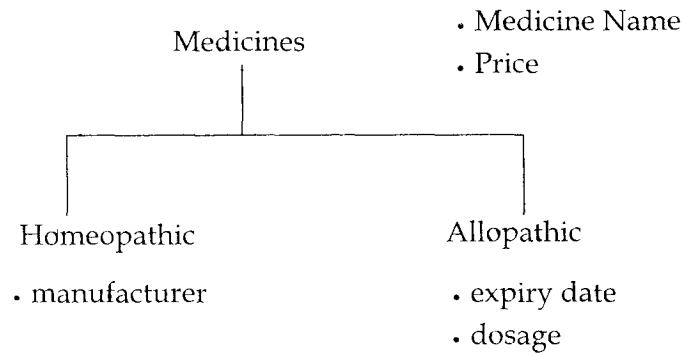 Medicines
• Medicine Name
• Price
Homeopathic
• manufacturer
Allopathic
• expiry date
• dosage